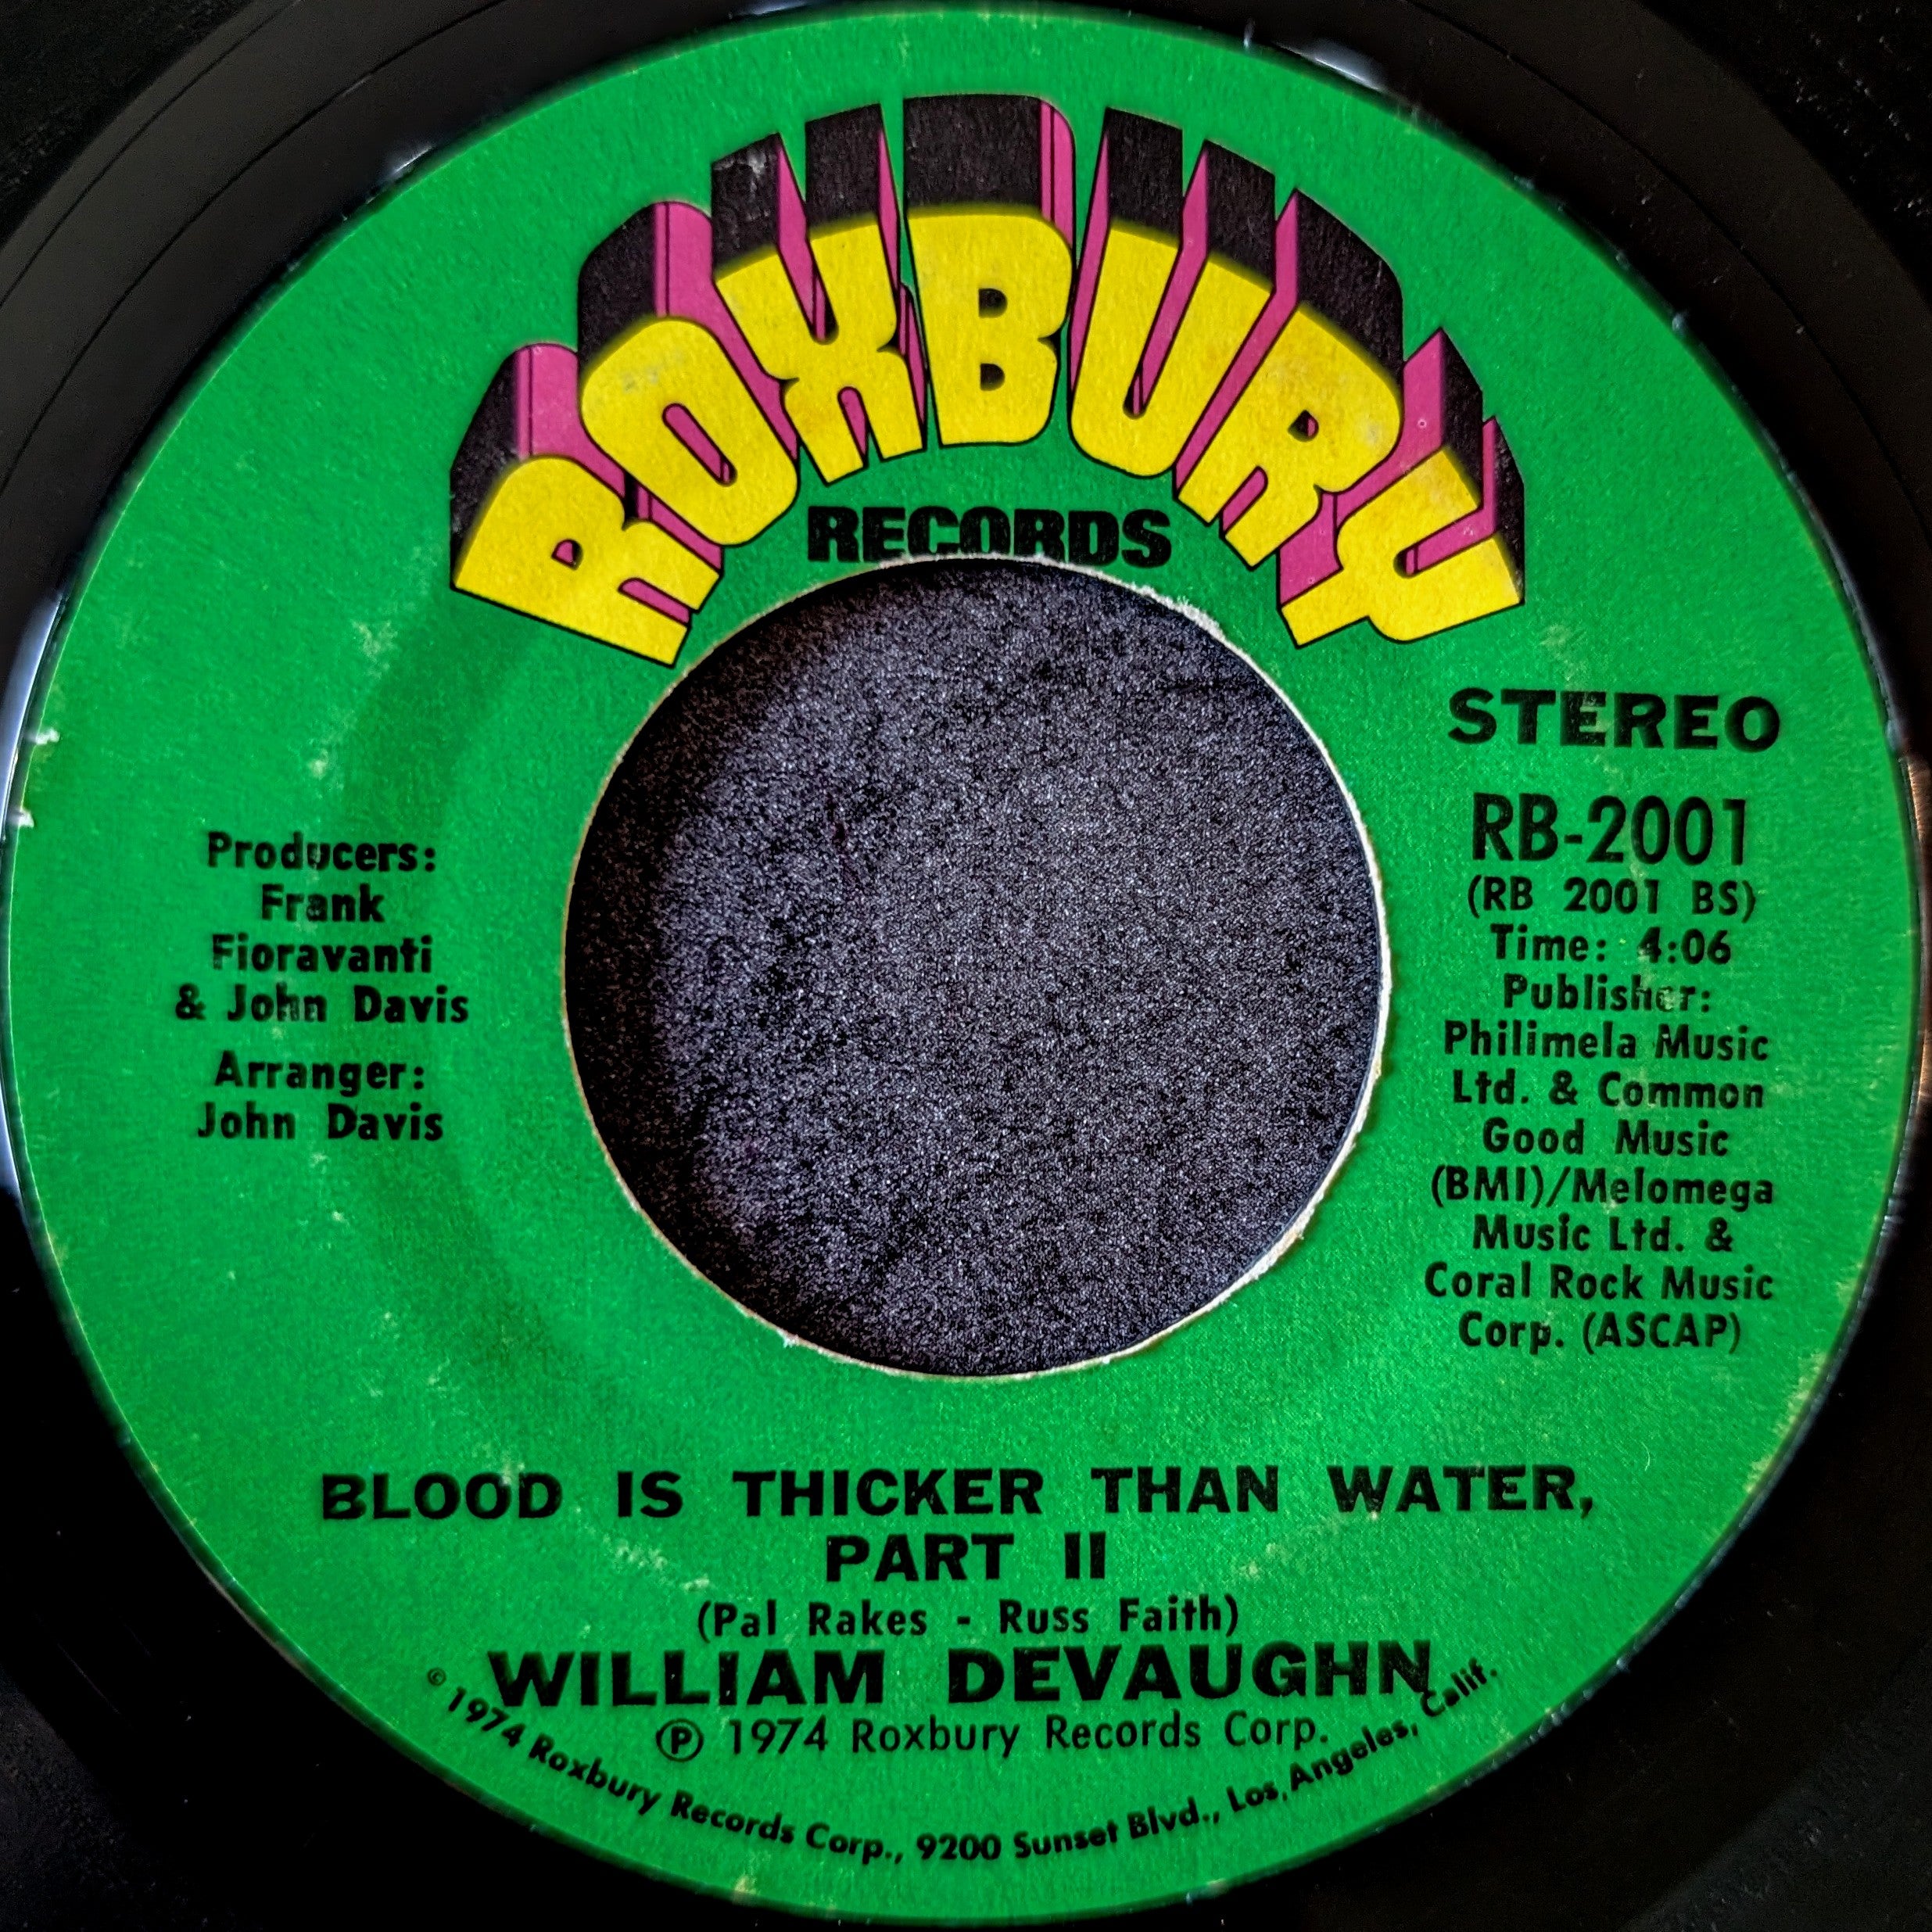 ROXBURY
RECORDS
STEREO
RB-2001
(RB 2001 BS)
Time: 4:06
Publisher:
Philimela Music
Ltd. & Common
Good Music
(BMI)/Melomega
Music Ltd. &
Coral Rock Music
Corp. (ASCAP)
Producers:
Frank
Fioravanti
& John Davis
Arranger:
John Davis
BLOOD IS THICKER THAN WATER,
PART II
(Pal Rakes - Russ Faith)
WILLIAM DEVAUGHN
℗ 1974 Roxbury Records Corp.
© 1974 Roxbury Records Corp., 9200 Sunset Blvd., Los Angeles, Calif.